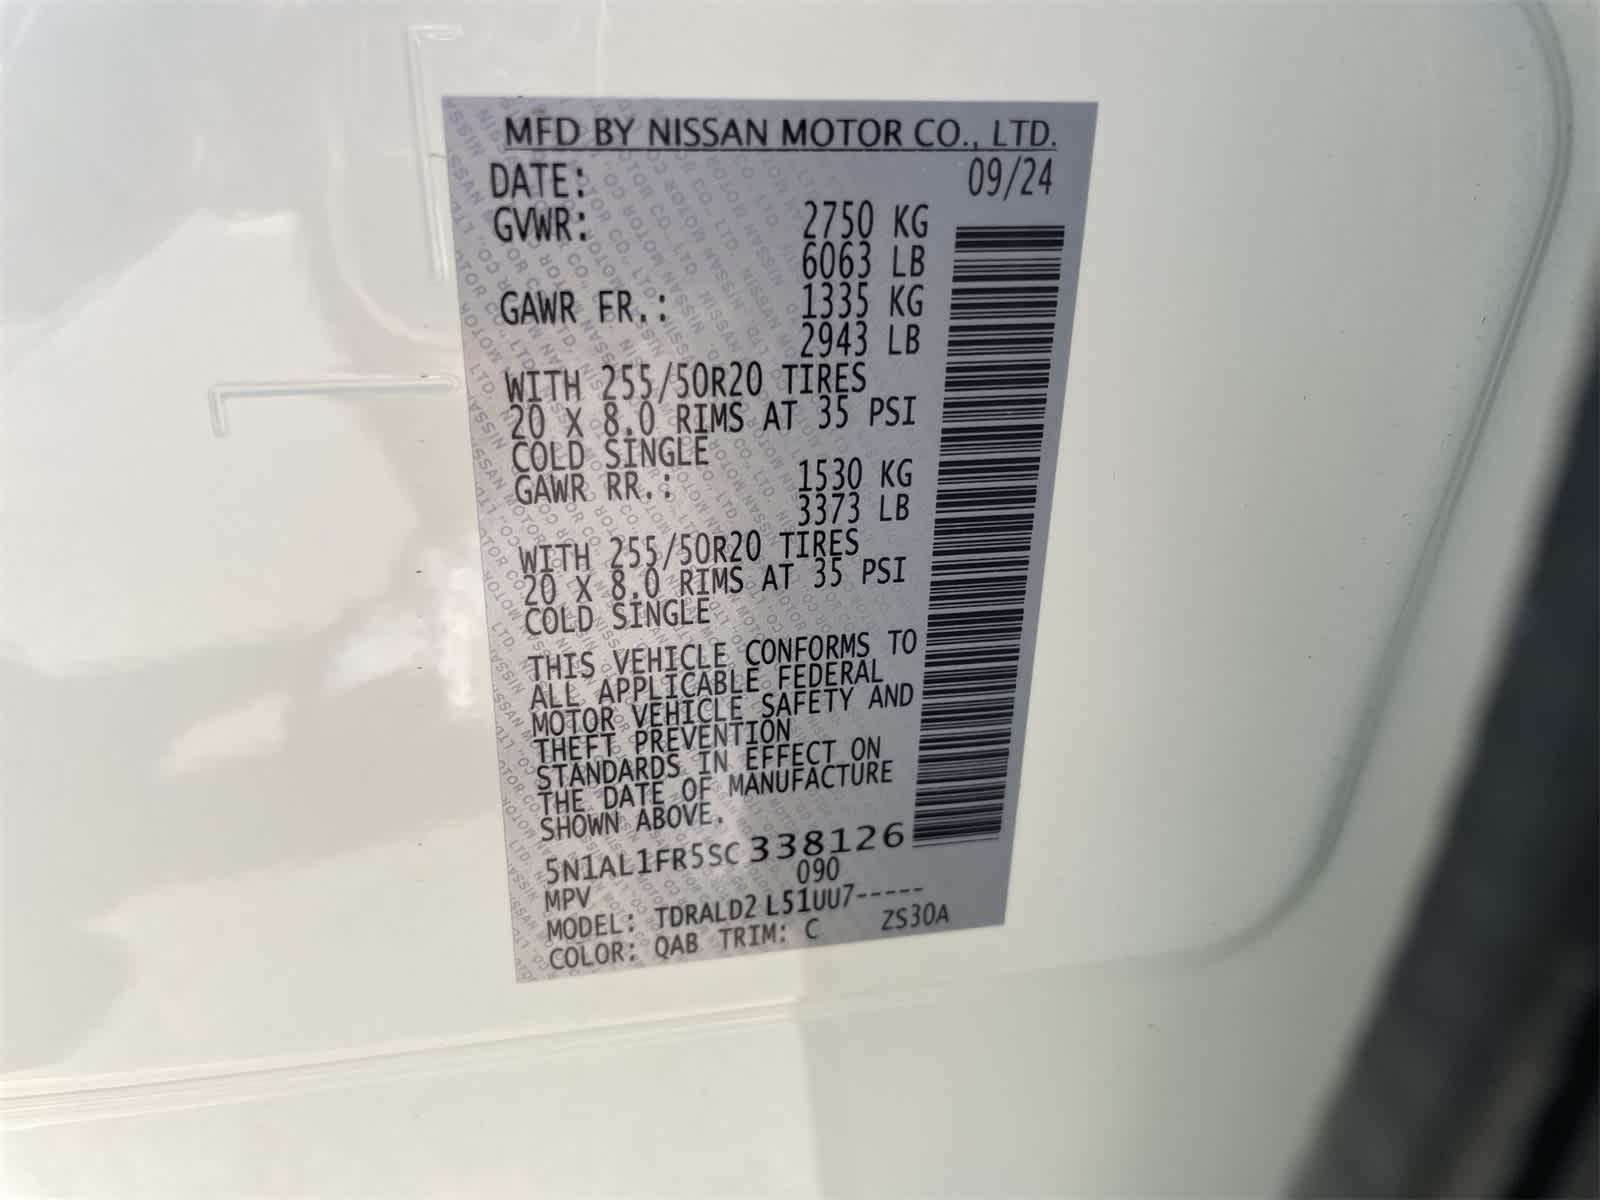 MFD BY NISSAN MOTOR CO., LTD.
DATE: 09/24
GVWR: 2750 KG
6063 LB
GAWR FR.: 1335 KG
2943 LB
WITH 255/50R20 TIRES
20 X 8.0 RIMS AT 35 PSI
COLD SINGLE
GAWR RR.: 1530 KG
3373 LB
WITH 255/50R20 TIRES
20 X 8.0 RIMS AT 35 PSI
COLD SINGLE
THIS VEHICLE CONFORMS TO
ALL APPLICABLE FEDERAL
MOTOR VEHICLE SAFETY AND
THEFT PREVENTION
STANDARDS IN EFFECT ON
THE DATE OF MANUFACTURE
SHOWN ABOVE.
5N1AL1FR5SC338126
MPV 090
MODEL: TDRALD2 L51UU7-----
COLOR: QAB TRIM: C ZS30A